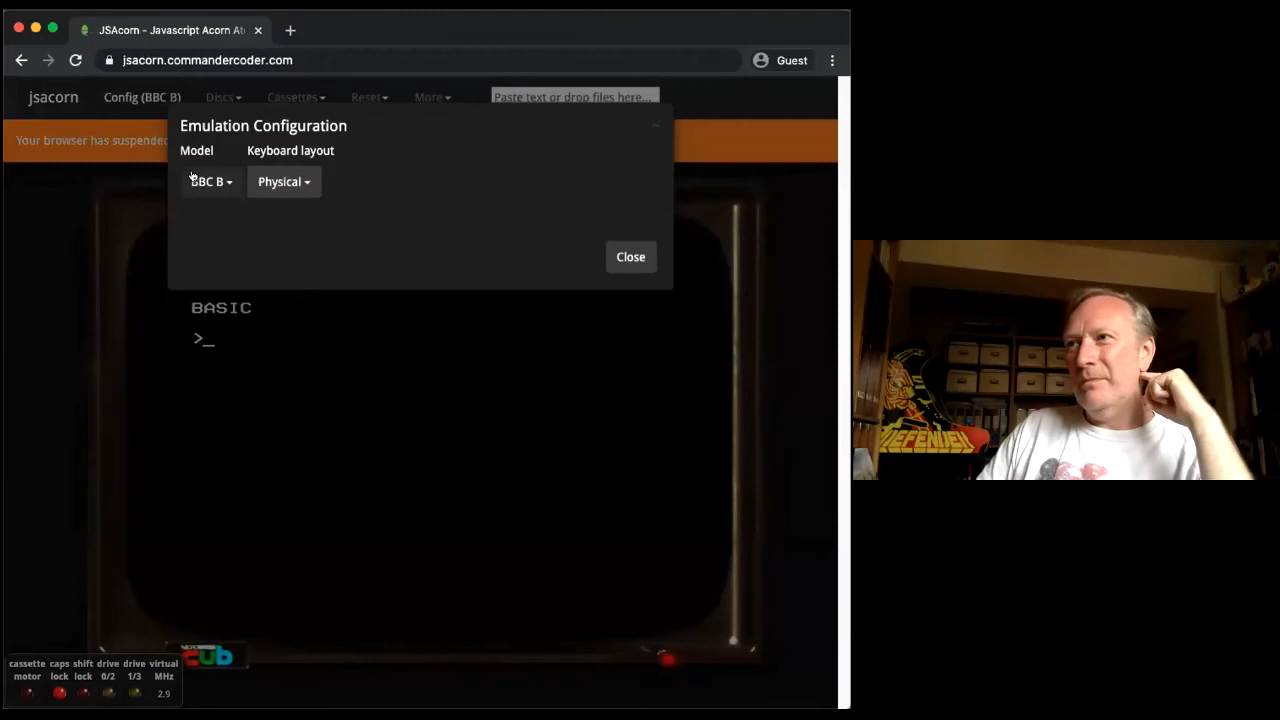 JSAcorn - Javascript Acorn At
jsacorn.commandercoder.com
Guest
jsacorn
Config (BBC B)
Discs
Cassettes
Reset
More
Paste text or drop files here...
Your browser has suspended
Emulation Configuration
Model
Keyboard layout
BBC B
Physical
Close
BASIC
>_
cub
cassette motor
caps lock
shift lock
drive 0/2
drive 1/3
virtual MHz
2.9
DEFENDER